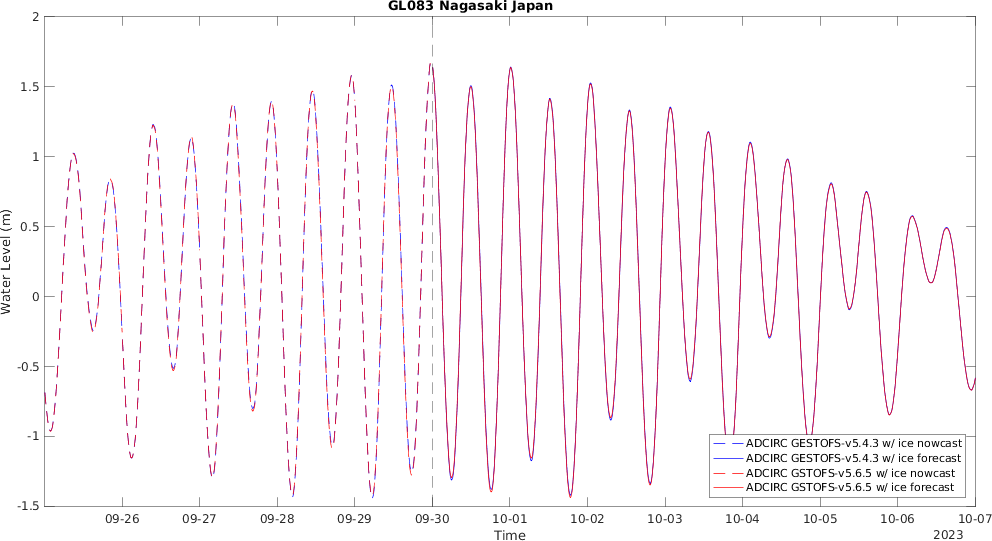 GL083 Nagasaki Japan
2
1.5
1
0.5
0
-0.5
-1
-1.5
Water Level (m)
ADCIRC GESTOFS-v5.4.3 w/ ice nowcast
ADCIRC GESTOFS-v5.4.3 w/ ice forecast
ADCIRC GSTOFS-v5.6.5 w/ ice nowcast
ADCIRC GSTOFS-v5.6.5 w/ ice forecast
09-26 09-27 09-28 09-29 09-30 10-01 10-02 10-03 10-04 10-05 10-06 10-07
Time
2023